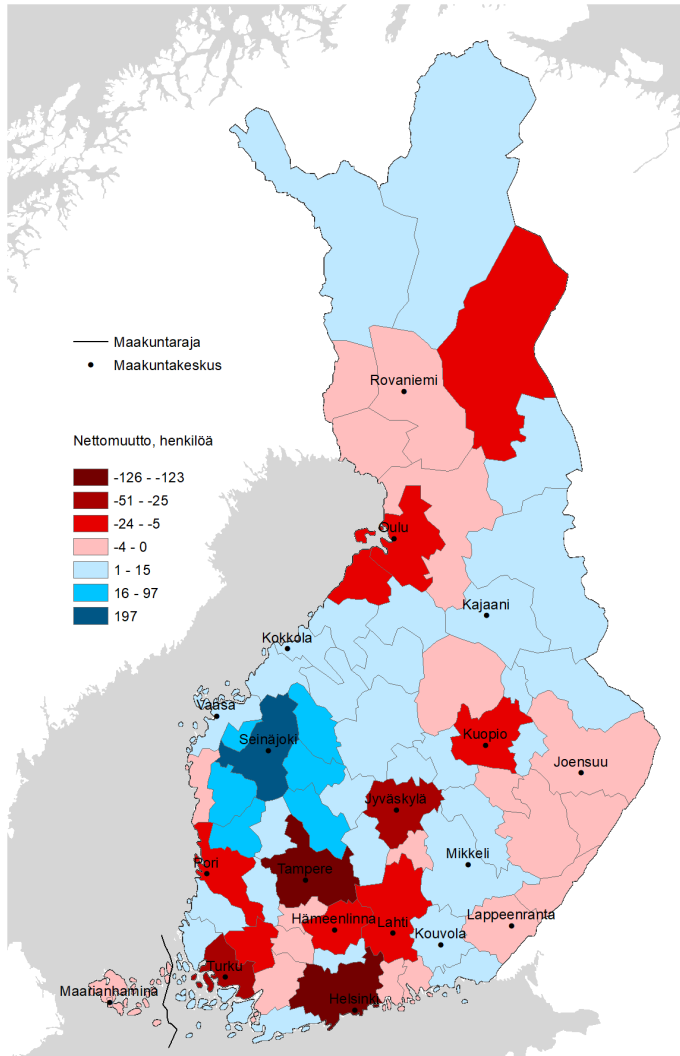 Maakuntaraja
Maakuntakeskus
Rovaniemi
Nettomuutto, henkilöä
-126 - -123
-51 - -25
-24 - -5
-4 - 0
1 - 15
16 - 97
197
Oulu
Kajaani
Kokkola
Vaasa
Seinäjoki
Kuopio
Joensuu
Jyväskylä
Mikkeli
Pori
Tampere
Hämeenlinna
Lahti
Lappeenranta
Kouvola
Turku
Maarianhamina
Helsinki